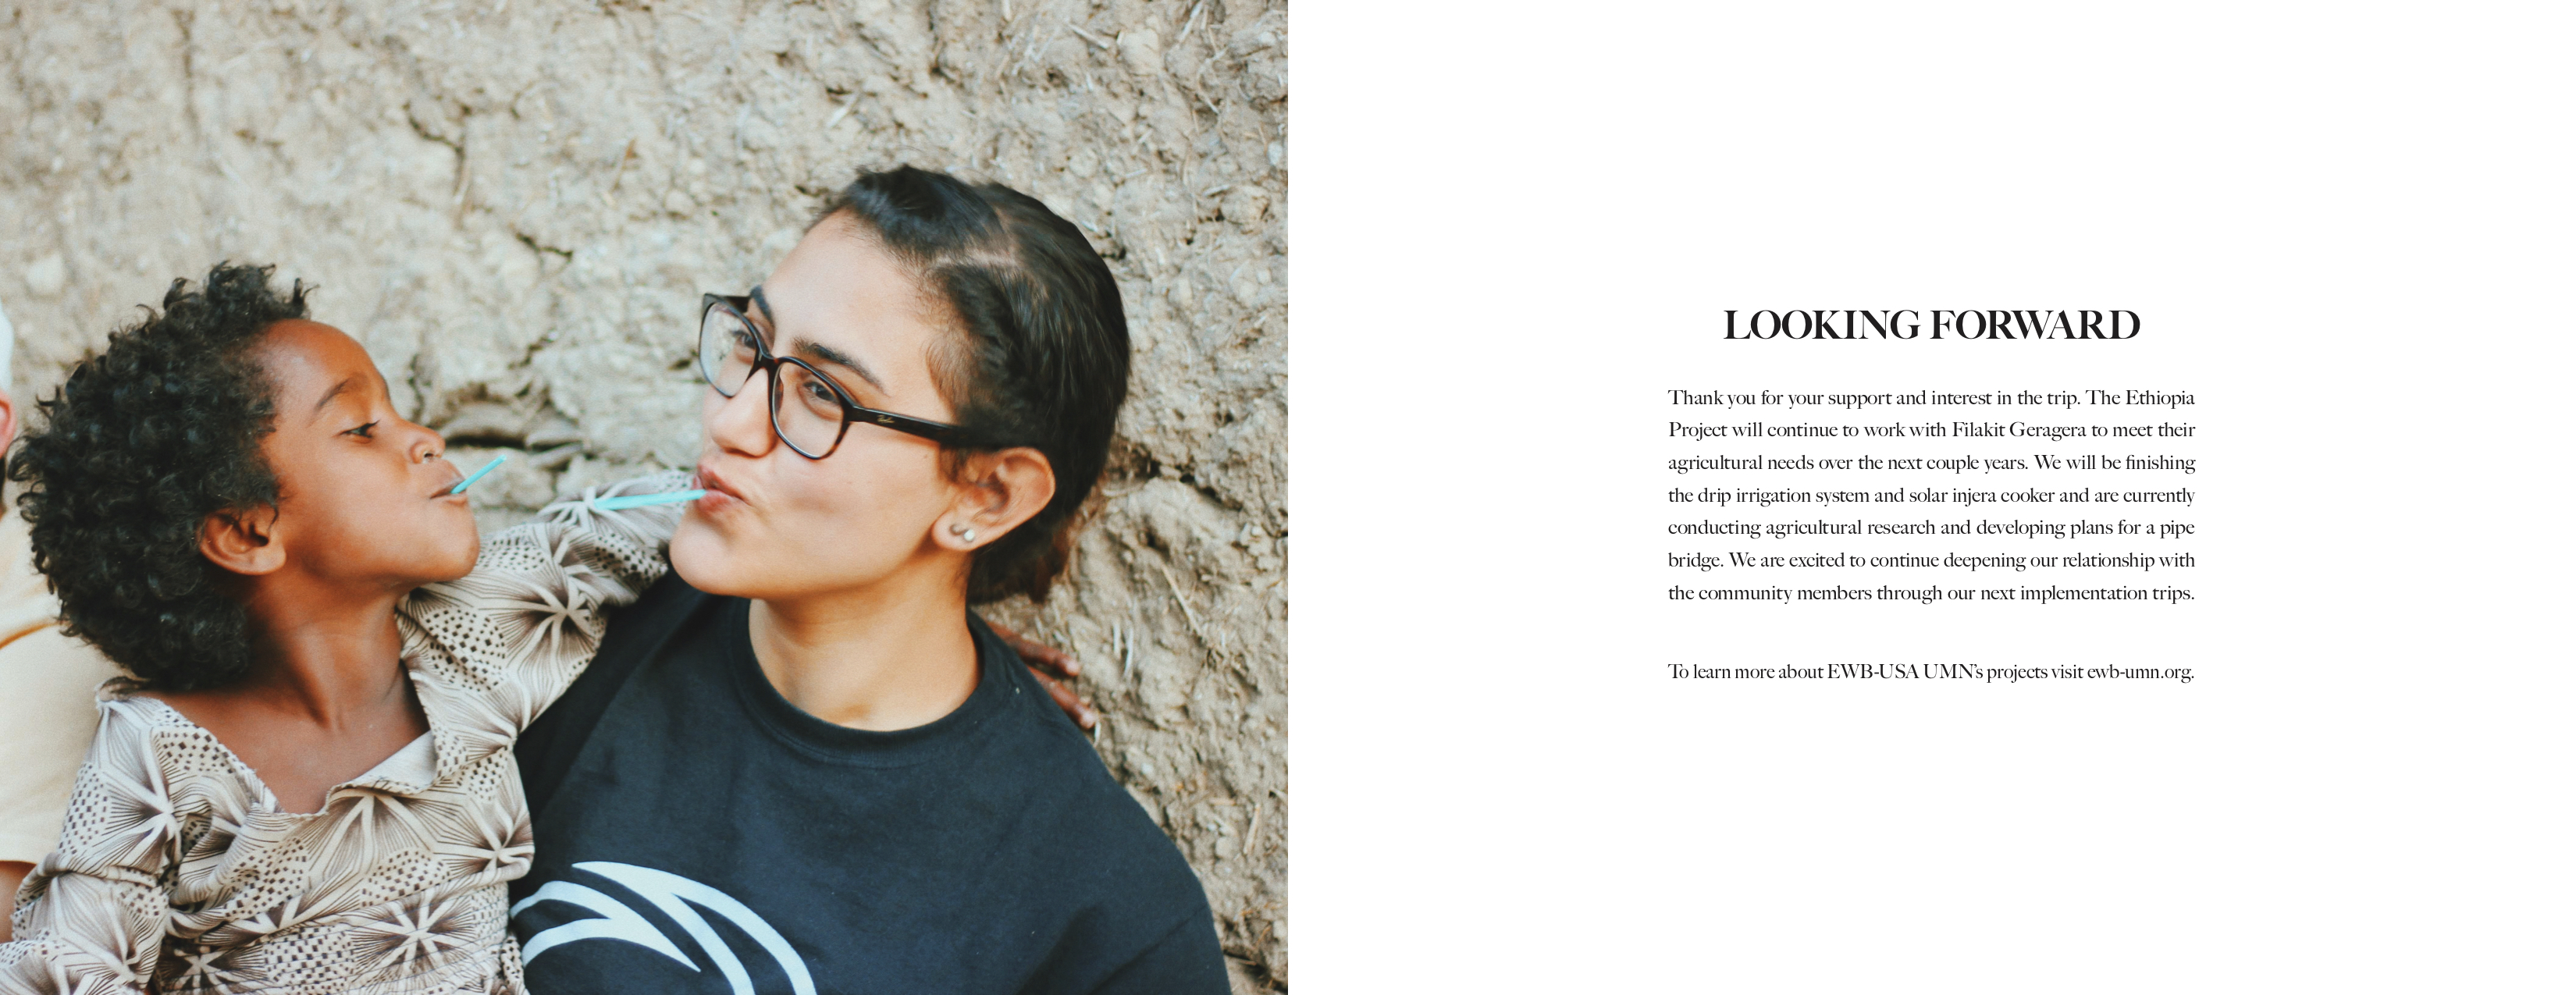 LOOKING FORWARD
Thank you for your support and interest in the trip. The Ethiopia
Project will continue to work with Filakit Geragera to meet their
agricultural needs over the next couple years. We will be finishing
the drip irrigation system and solar injera cooker and are currently
conducting agricultural research and developing plans for a pipe
bridge. We are excited to continue deepening our relationship with
the community members through our next implementation trips.
To learn more about EWB-USA UMN’s projects visit ewb-umn.org.